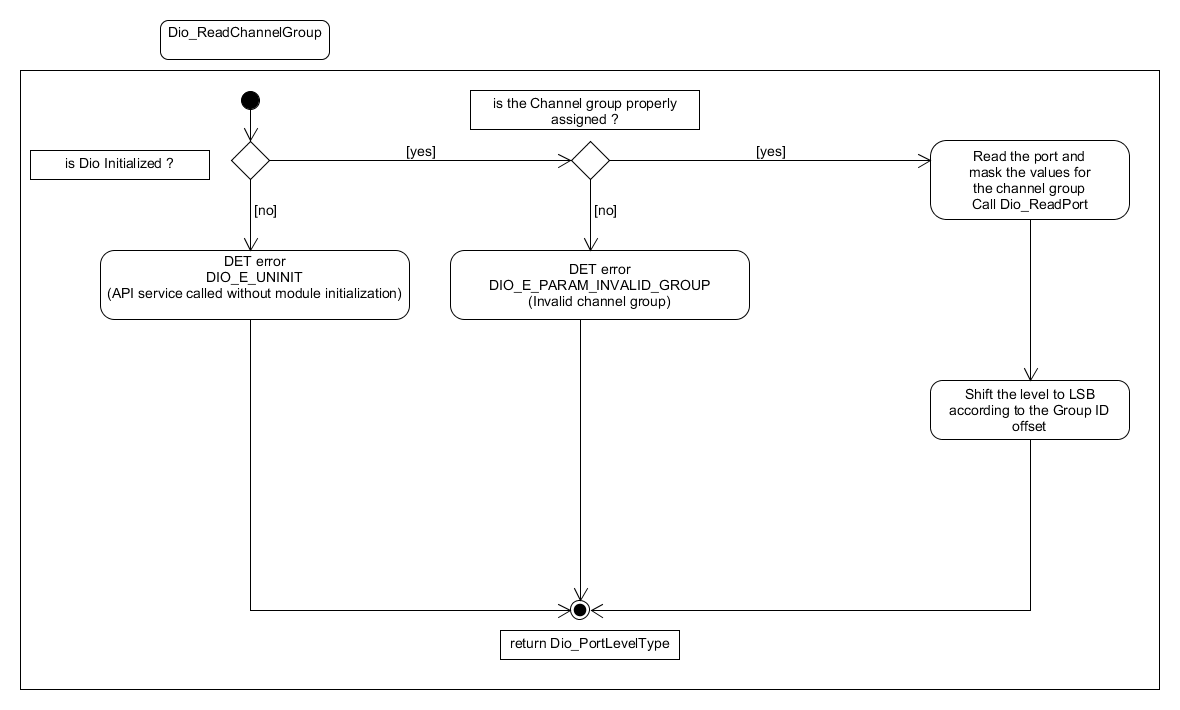 Dio_ReadChannelGroup
is the Channel group properly
assigned ?
is Dio Initialized ?
[yes]
[yes]
Read the port and
mask the values for
the channel group
Call Dio_ReadPort
[no]
[no]
DET error
DIO_E_UNINIT
(API service called without module initialization)
DET error
DIO_E_PARAM_INVALID_GROUP
(Invalid channel group)
Shift the level to LSB
according to the Group ID
offset
return Dio_PortLevelType